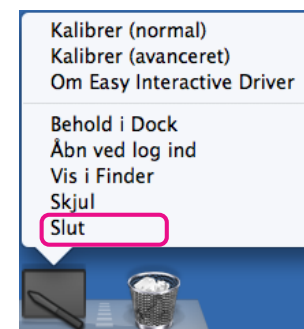 Kalibrer (normal)
Kalibrer (avanceret)
Om Easy Interactive Driver
Behold i Dock
Åbn ved log ind
Vis i Finder
Skjul
Slut